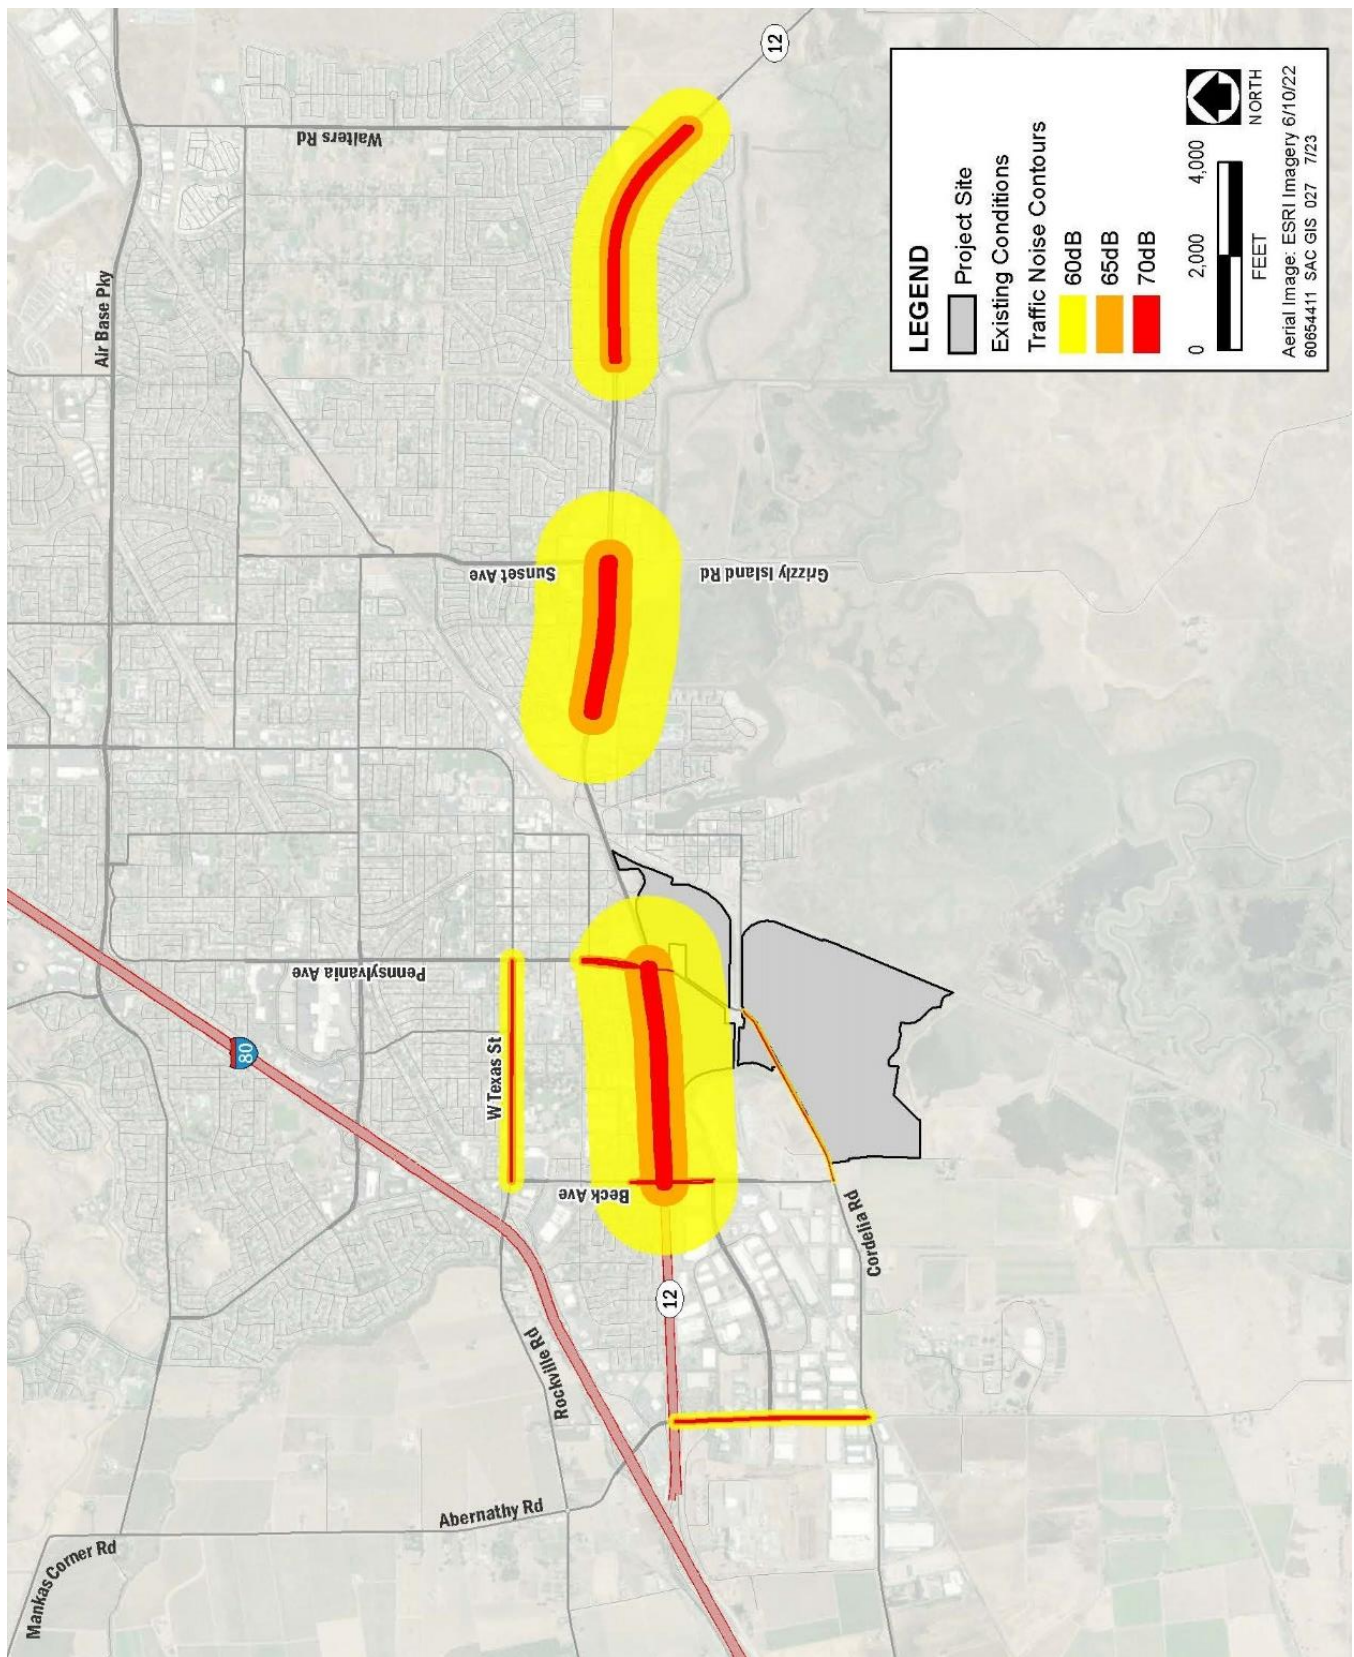 Mankas Corner Rd
Abernathy Rd
Rockville Rd
80
Air Base Pky
Pennsylvania Ave
W Texas St
Beck Ave
Sunset Ave
Walters Rd
12
12
Cordelia Rd
Grizzly Island Rd
LEGEND
Project Site
Existing Conditions
Traffic Noise Contours
60dB
65dB
70dB
0 2,000 4,000
FEET
NORTH
Aerial Image: ESRI Imagery 6/10/22
60654411 SAC GIS 027 7/23